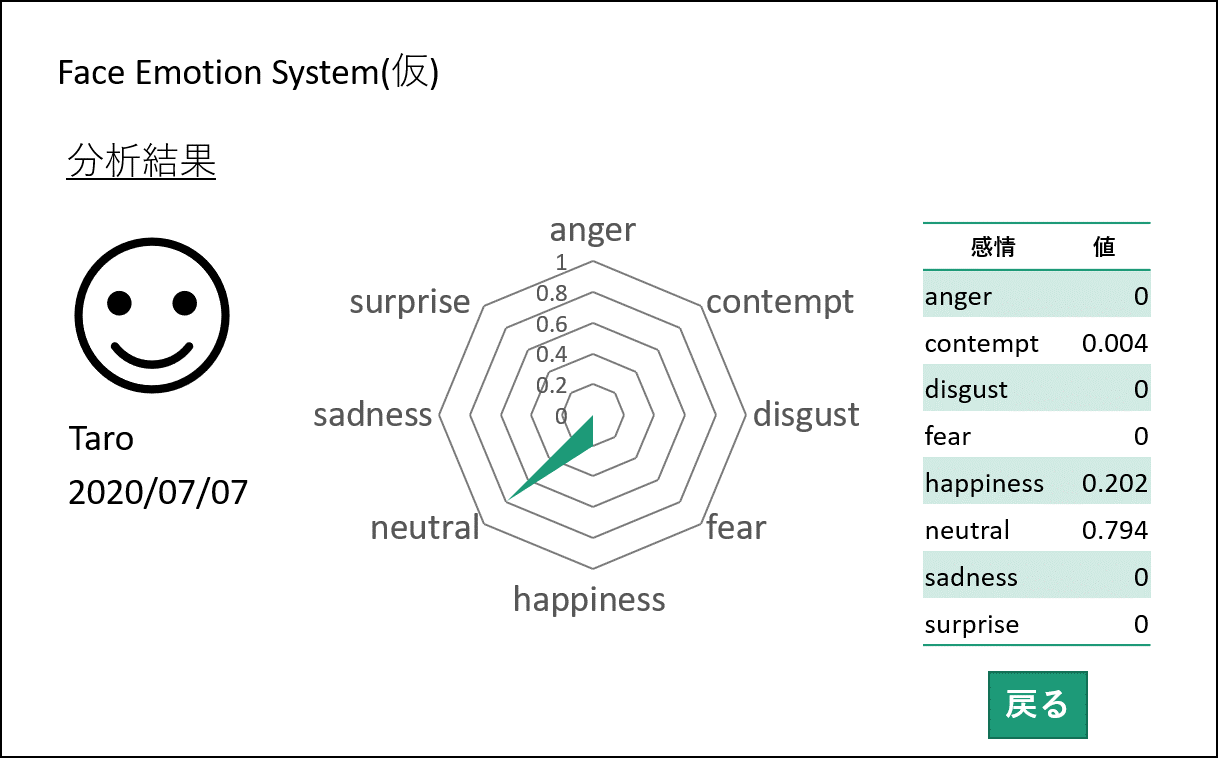 Face Emotion System(仮)
分析結果
Taro
2020/07/07
anger
1
0.8
0.6
0.4
0.2
0
surprise
contempt
sadness
disgust
neutral
fear
happiness
感情 値
anger 0
contempt 0.004
disgust 0
fear 0
happiness 0.202
neutral 0.794
sadness 0
surprise 0
戻る